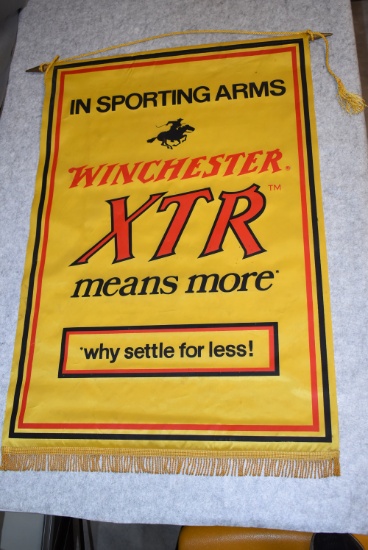 IN SPORTING ARMS
WINCHESTER®
XTR™
means more*
*why settle for less!